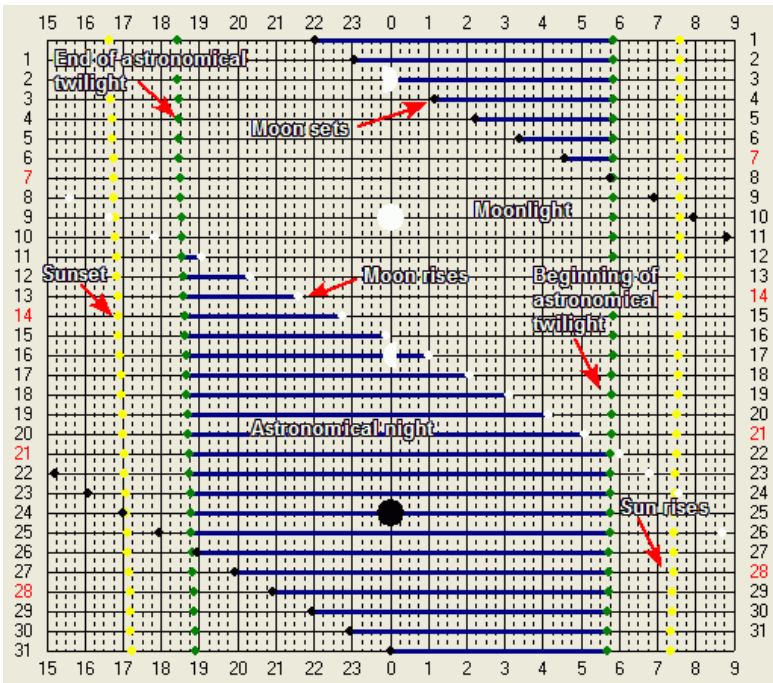 15 16 17 18 19 20 21 22 23 0 1 2 3 4 5 6 7 8 9
1
1 End of astronomical 2
2 twilight 3
3 4
4 Moon sets 5
5 6
6 7
7 8
8 9
9 Moonlight 10
10 11
11 12
12 Sunset Moon rises Beginning of 13
13 astronomical 14
14 twilight 15
15 16
16 17
17 18
18 19
19 20
20 Astronomical night 21
21 22
22 23
23 24
24 Sun rises 25
25 26
26 27
27 28
28 29
29 30
30 31
31
15 16 17 18 19 20 21 22 23 0 1 2 3 4 5 6 7 8 9